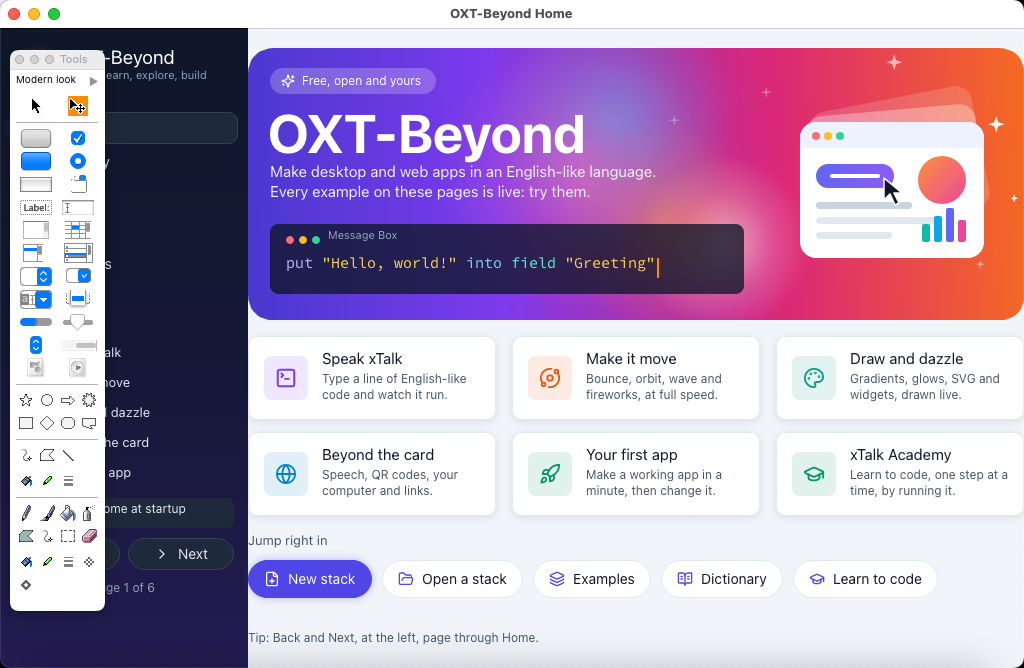 OXT-Beyond Home
Tools
Modern look
Label:
-Beyond
earn, explore, build
y
s
alk
nove
l dazzle
he card
app
ome at startup
Next
ge 1 of 6
Free, open and yours
OXT-Beyond
Make desktop and web apps in an English-like language.
Every example on these pages is live: try them.
Message Box
put "Hello, world!" into field "Greeting"
Speak xTalk
Type a line of English-like
code and watch it run.
Make it move
Bounce, orbit, wave and
fireworks, at full speed.
Draw and dazzle
Gradients, glows, SVG and
widgets, drawn live.
Beyond the card
Speech, QR codes, your
computer and links.
Your first app
Make a working app in a
minute, then change it.
xTalk Academy
Learn to code, one step at a
time, by running it.
Jump right in
New stack
Open a stack
Examples
Dictionary
Learn to code
Tip: Back and Next, at the left, page through Home.